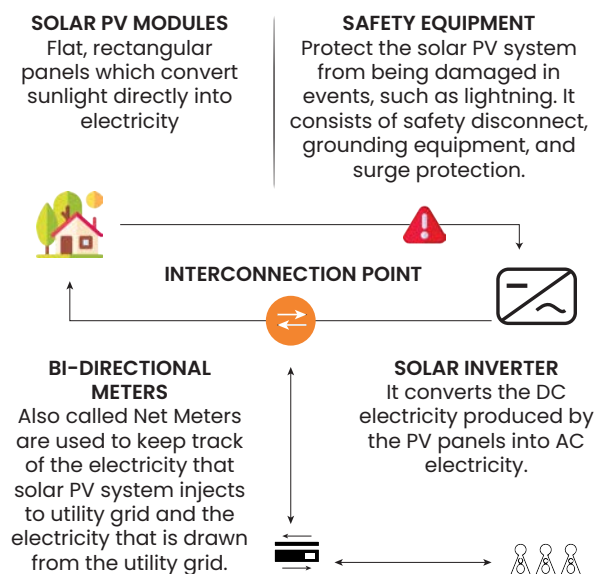 SOLAR PV MODULES
Flat, rectangular
panels which convert
sunlight directly into
electricity
SAFETY EQUIPMENT
Protect the solar PV system
from being damaged in
events, such as lightning. It
consists of safety disconnect,
grounding equipment, and
surge protection.
INTERCONNECTION POINT
BI-DIRECTIONAL
METERS
Also called Net Meters
are used to keep track
of the electricity that
solar PV system injects
to utility grid and the
electricity that is drawn
from the utility grid.
SOLAR INVERTER
It converts the DC
electricity produced by
the PV panels into AC
electricity.